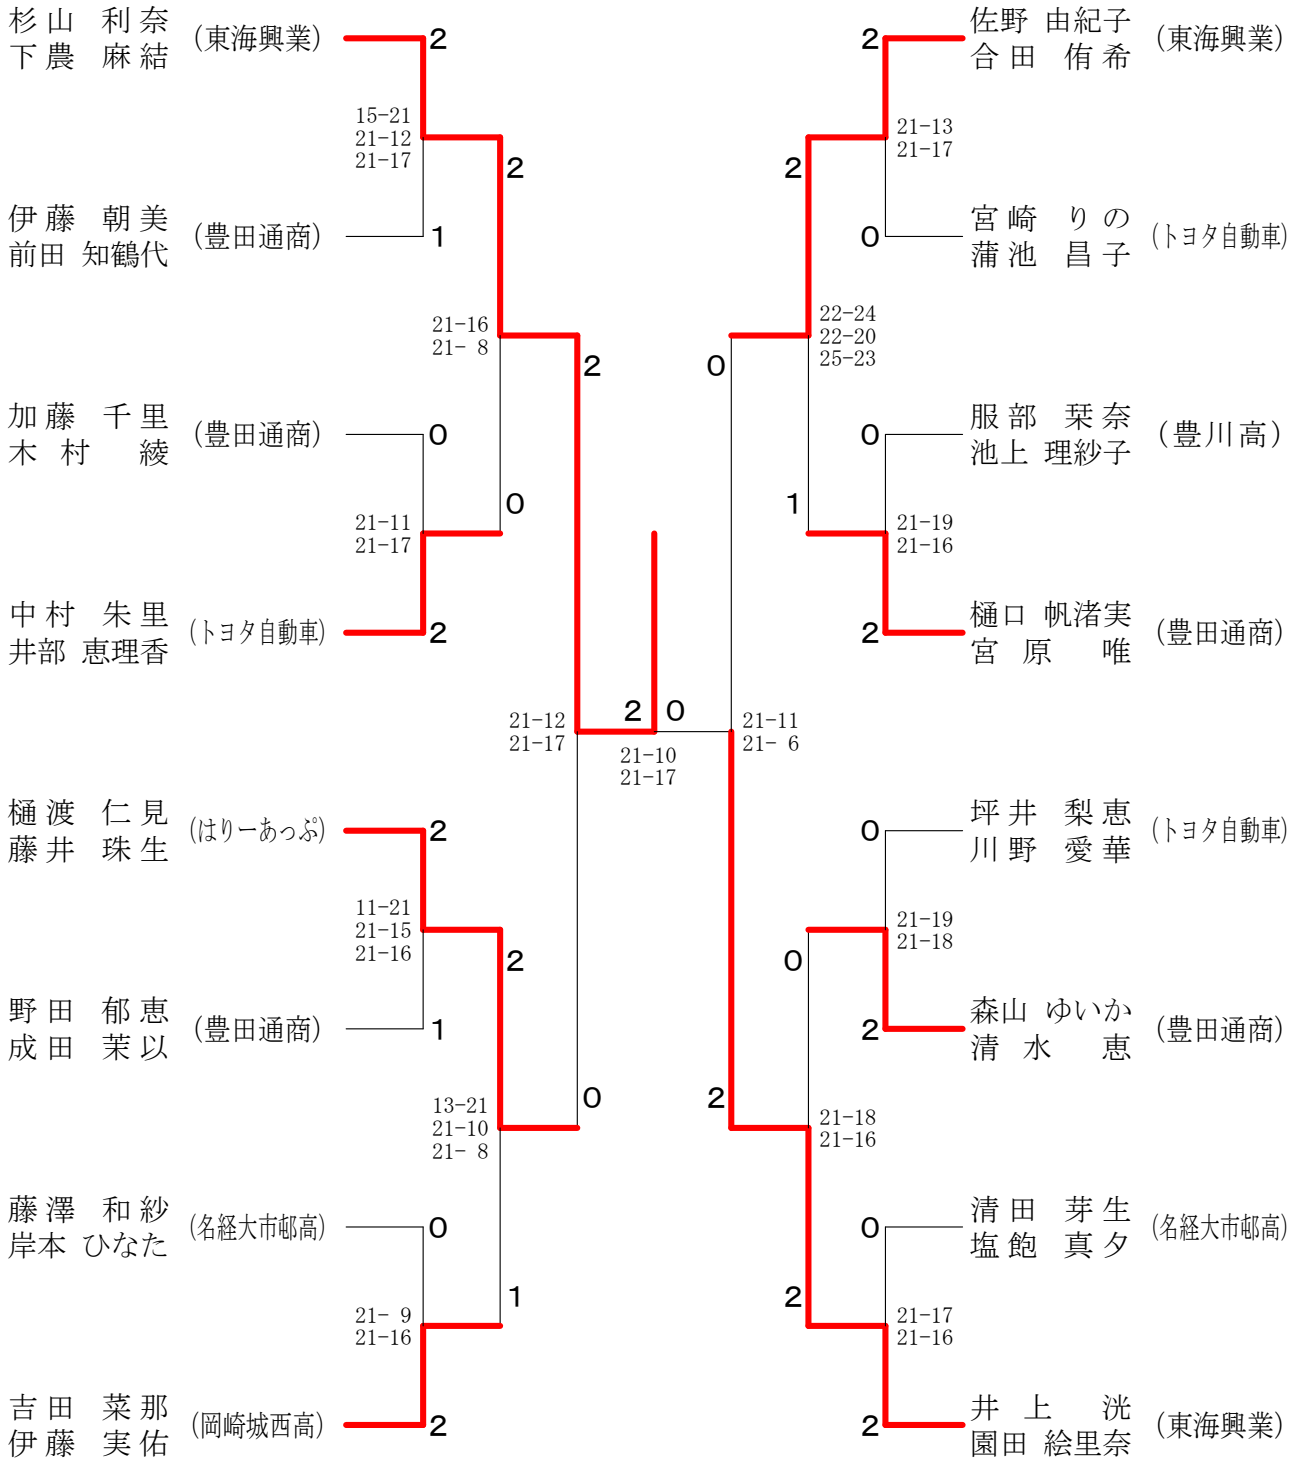 杉山 利奈
下農 麻結
(東海興業)
2
15-21
21-12
21-17
2
伊藤 朝美
前田 知鶴代
(豊田通商)
1
21-16
21- 8
2
加藤 千里
木村 綾
(豊田通商)
0
0
21-11
21-17
中村 朱里
井部 恵理香
(トヨタ自動車)
2
21-12
21-17
樋渡 仁見
藤井 珠生
(はりーあっぷ)
2
11-21
21-15
21-16
2
野田 郁恵
成田 茉以
(豊田通商)
1
13-21
21-10
21- 8
0
藤澤 和紗
岸本 ひなた
(名経大市邨高)
0
1
21- 9
21-16
吉田 菜那
伊藤 実佑
(岡崎城西高)
2
2
0
21-10
21-17
佐野 由紀子
合田 侑希
(東海興業)
2
21-13
21-17
2
宮崎 りの
蒲池 昌子
(トヨタ自動車)
0
22-24
22-20
25-23
0
服部 栞奈
池上 理紗子
(豊川高)
0
1
21-19
21-16
樋口 帆渚実
宮原 唯
(豊田通商)
2
21-11
21- 6
坪井 梨恵
川野 愛華
(トヨタ自動車)
0
21-19
21-18
0
森山 ゆいか
清水 恵
(豊田通商)
2
2
21-18
21-16
清田 芽生
塩飽 真夕
(名経大市邨高)
0
2
21-17
21-16
井上 洸
園田 絵里奈
(東海興業)
2